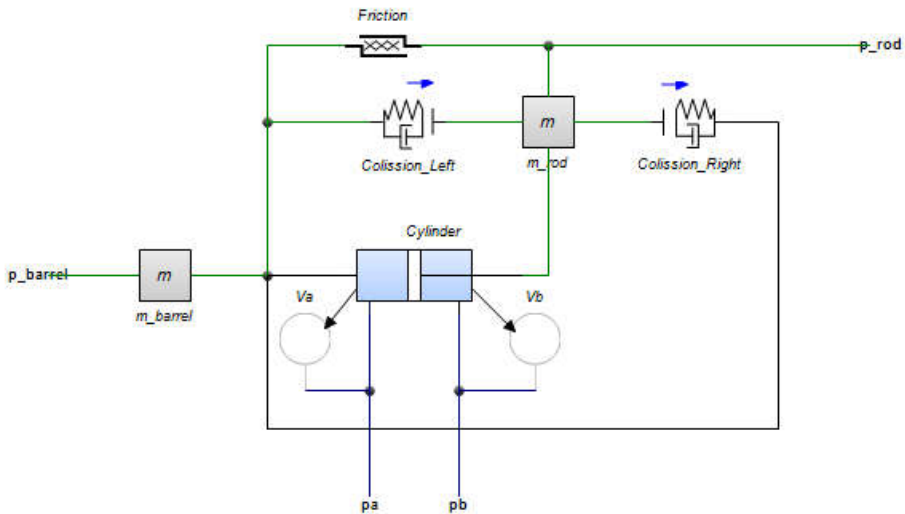 Friction
p_rod
m
Colission_Left
m_rod
Colission_Right
Cylinder
p_barrel
m
m_barrel
Va
Vb
pa
pb